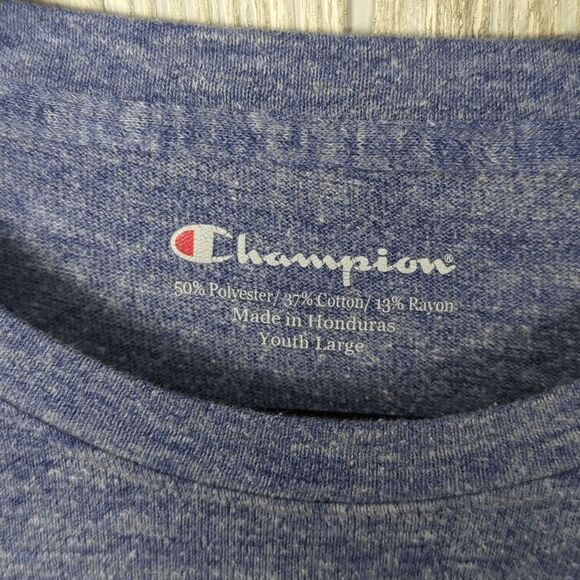 Champion®
50% Polyester/ 37% Cotton/ 13% Rayon
Made in Honduras
Youth Large